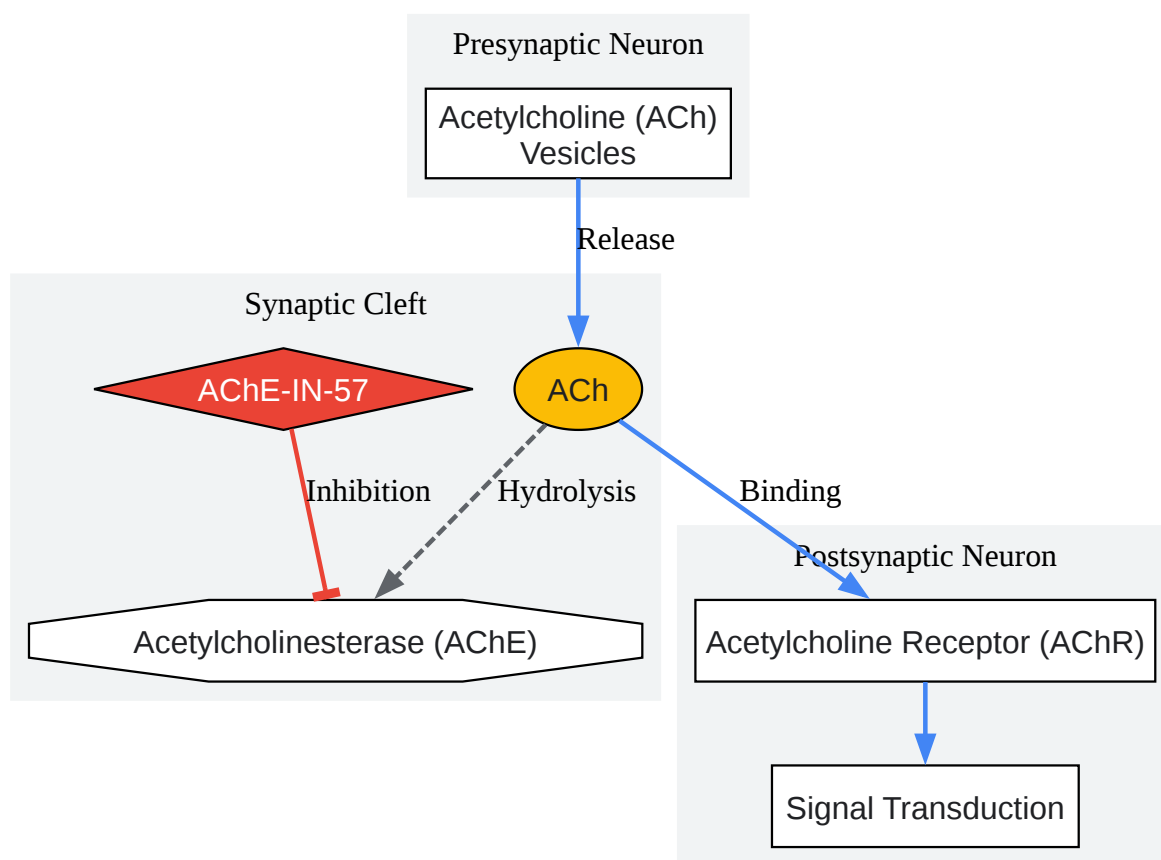 Presynaptic Neuron
Acetylcholine (ACh)
Vesicles
Release
Synaptic Cleft
AChE-IN-57
ACh
Inhibition
Hydrolysis
Binding
Postsynaptic Neuron
Acetylcholinesterase (AChE)
Acetylcholine Receptor (AChR)
Signal Transduction